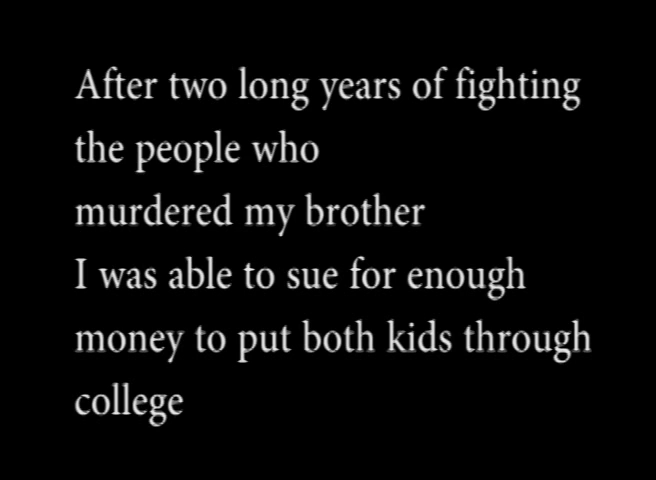 After two long years of fighting
the people who
murdered my brother
I was able to sue for enough
money to put both kids through
college